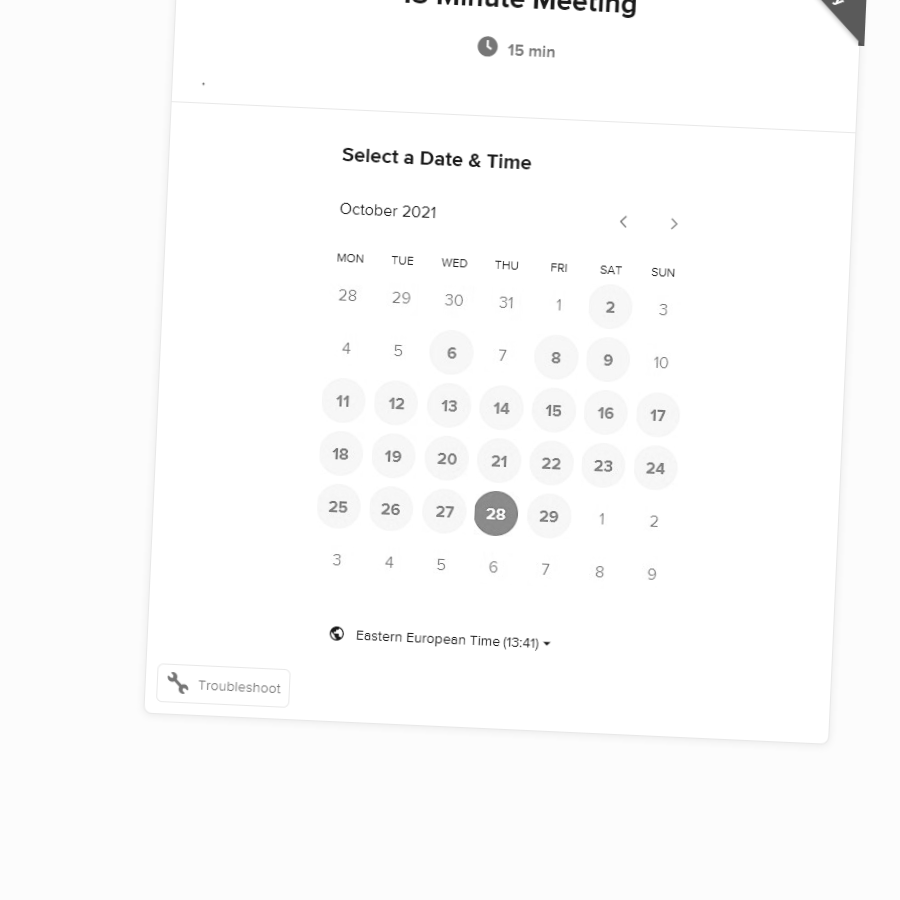 15 Minute Meeting
15 min
Select a Date & Time
October 2021
MON TUE WED THU FRI SAT SUN
28 29 30 31 1 2 3
4 5 6 7 8 9 10
11 12 13 14 15 16 17
18 19 20 21 22 23 24
25 26 27 28 29 1 2
3 4 5 6 7 8 9
Eastern European Time (13:41)
Troubleshoot